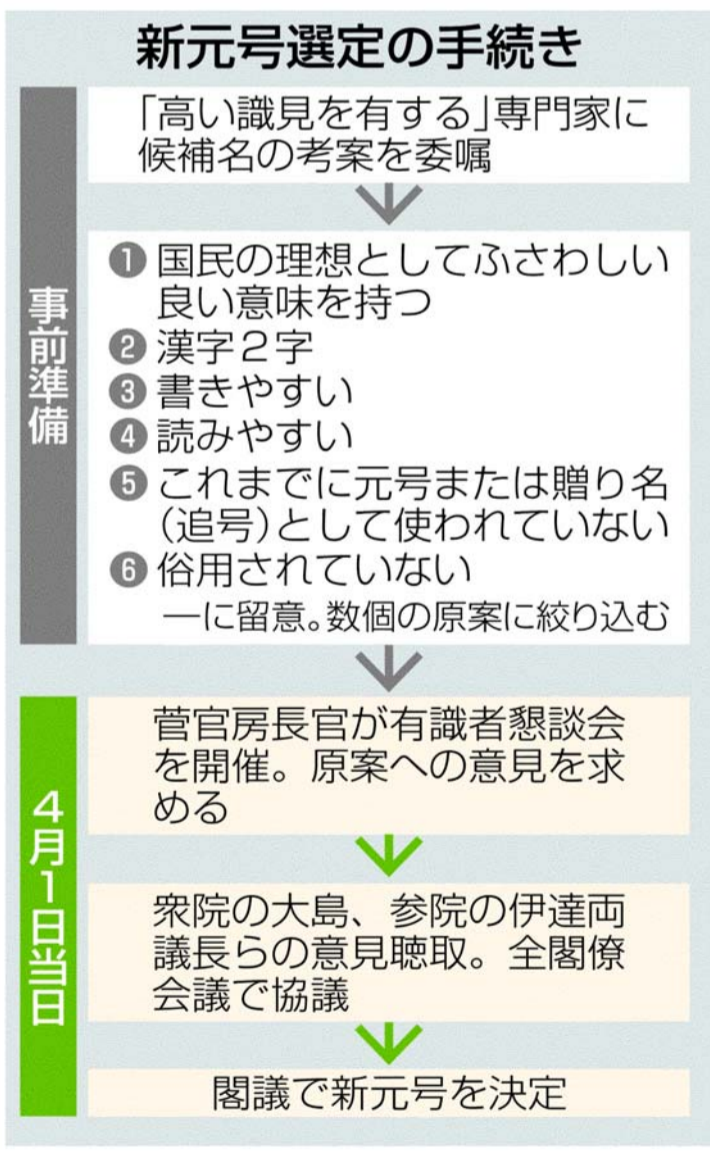 新元号選定の手続き
事前準備
「高い識見を有する」専門家に
候補名の考案を委嘱
❶国民の理想としてふさわしい
良い意味を持つ
❷漢字２字
❸書きやすい
❹読みやすい
❺これまでに元号または贈り名
（追号）として使われていない
❻俗用されていない
―に留意。数個の原案に絞り込む
４月１日当日
菅官房長官が有識者懇談会
を開催。原案への意見を求
める
衆院の大島、参院の伊達両
議長らの意見聴取。全閣僚
会議で協議
閣議で新元号を決定